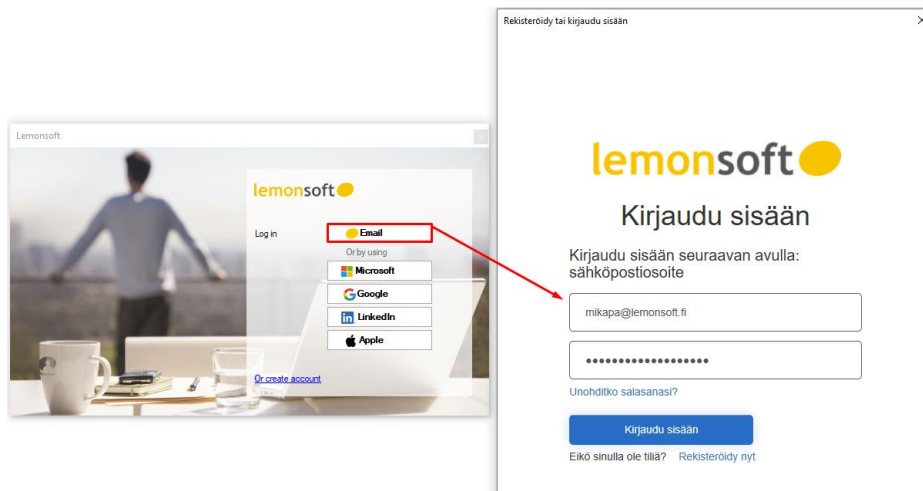 Lemonsoft
lemonsoft
Log in
Email
Or by using
Microsoft
Google
LinkedIn
Apple
Or create account
Rekisteröidy tai kirjaudu sisään
lemonsoft
Kirjaudu sisään
Kirjaudu sisään seuraavan avulla:
sähköpostiosoite
mikapa@lemonsoft.fi
Unohditko salasanasi?
Kirjaudu sisään
Eikö sinulla ole tiliä? Rekisteröidy nyt